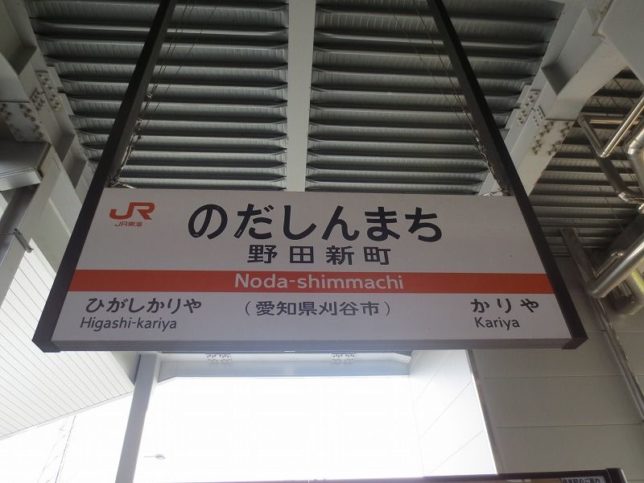 JR
JR東海
のだしんまち
野田新町
Noda-shimmachi
ひがしかりや
Higashi-kariya
(愛知県刈谷市)
かりや
Kariya